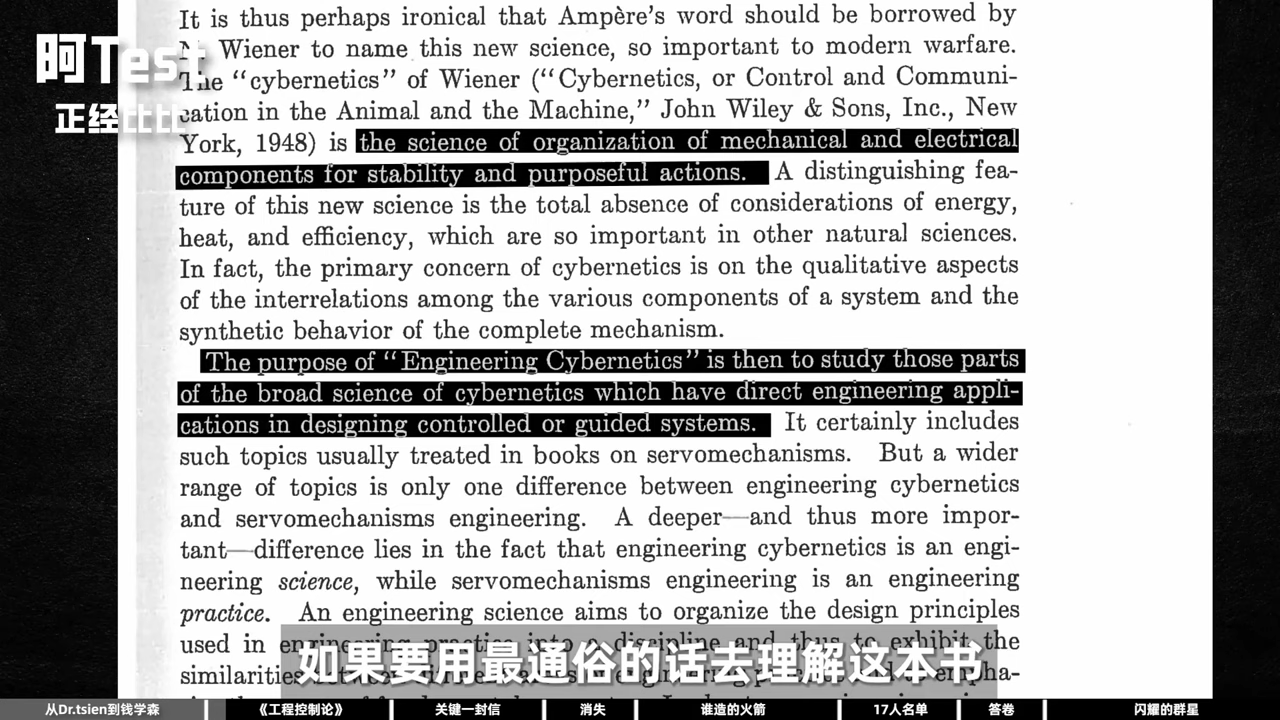 It is thus perhaps ironical that Ampère's word should be borrowed by
Wiener to name this new science, so important to modern warfare.
The “cybernetics” of Wiener (“Cybernetics, or Control and Communi-
cation in the Animal and the Machine,” John Wiley & Sons, Inc., New
York, 1948) is the science of organization of mechanical and electrical
components for stability and purposeful actions. A distinguishing fea-
ture of this new science is the total absence of considerations of energy,
heat, and efficiency, which are so important in other natural sciences.
In fact, the primary concern of cybernetics is on the qualitative aspects
of the interrelations among the various components of a system and the
synthetic behavior of the complete mechanism.
The purpose of “Engineering Cybernetics” is then to study those parts
of the broad science of cybernetics which have direct engineering appli-
cations in designing controlled or guided systems. It certainly includes
such topics usually treated in books on servomechanisms. But a wider
range of topics is only one difference between engineering cybernetics
and servomechanisms engineering. A deeper—and thus more impor-
tant—difference lies in the fact that engineering cybernetics is an engi-
neering science, while servomechanisms engineering is an engineering
practice. An engineering science aims to organize the design principles
used in engineering practice into a discipline and thus to exhibit the
similarities
阿Test
正经比比
如果要用最通俗的话去理解这本书
从Dr.tsien到钱学森
《工程控制论》
关键一封信
消失
谁造的火箭
17人名单
答卷
闪耀的群星